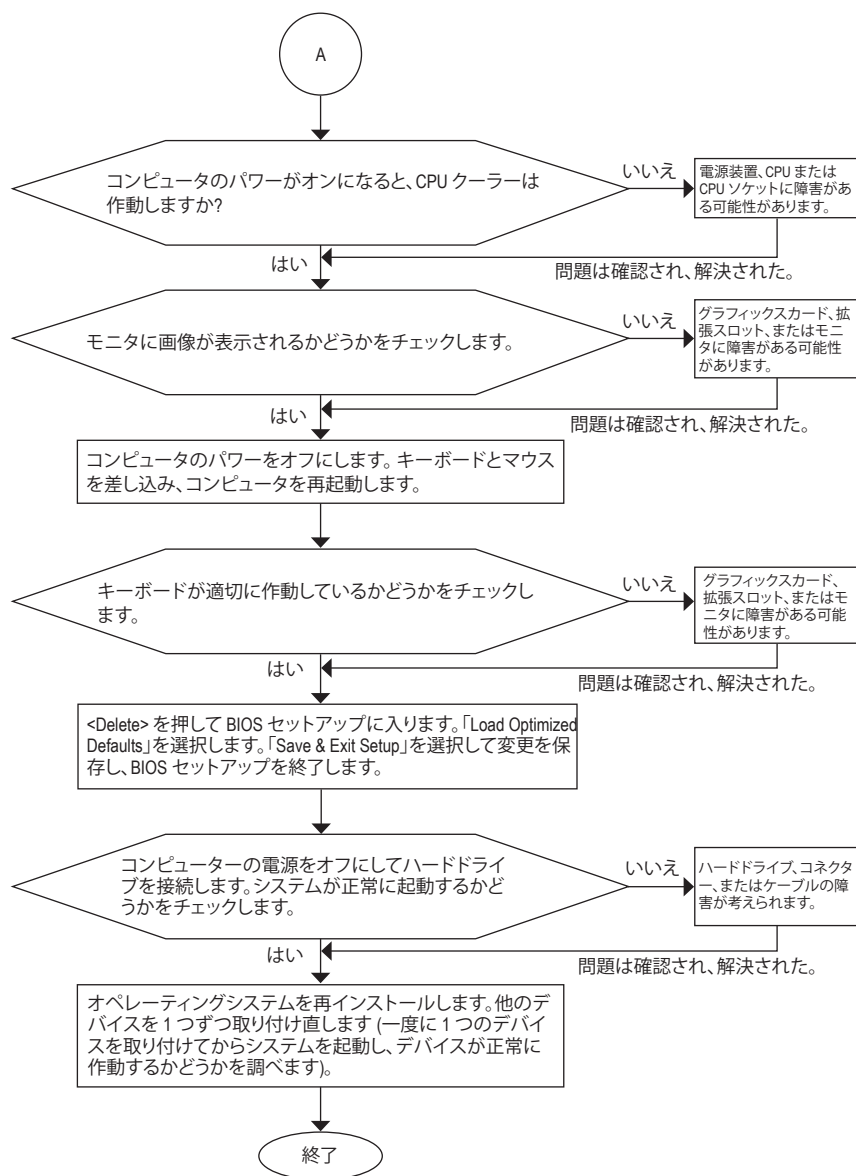 A
コンピュータのパワーがオンになると、CPU クーラーは
作動しますか?
いいえ
電源装置、CPU または
CPU ソケットに障害があ
る可能性があります。
はい
問題は確認され、解決された。
モニタに画像が表示されるかどうかをチェックします。
いいえ
グラフィックスカード、拡
張スロット、またはモニ
タに障害がある可能性
があります。
はい
問題は確認され、解決された。
コンピュータのパワーをオフにします。キーボードとマウス
を差し込み、コンピュータを再起動します。
キーボードが適切に作動しているかどうかをチェックし
ます。
いいえ
グラフィックスカード、
拡張スロット、またはモ
ニタに障害がある可能
性があります。
はい
問題は確認され、解決された。
<Delete> を押して BIOS セットアップに入ります。「Load Optimized
Defaults」を選択します。「Save & Exit Setup」を選択して変更を保
存し、BIOS セットアップを終了します。
コンピューターの電源をオフにしてハードドライ
ブを接続します。システムが正常に起動するかど
うかをチェックします。
いいえ
ハードドライブ、コネクタ
ー、またはケーブルの障
害が考えられます。
はい
問題は確認され、解決された。
オペレーティングシステムを再インストールします。他のデ
バイスを 1 つずつ取り付け直します (一度に 1 つのデバイ
スを取り付けてからシステムを起動し、デバイスが正常に
作動するかどうかを調べます)。
終了